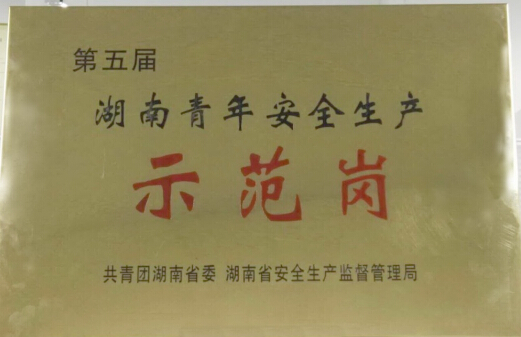 第五届
湖南青年安全生产
示范岗
共青团湖南省委 湖南省安全生产监督管理局